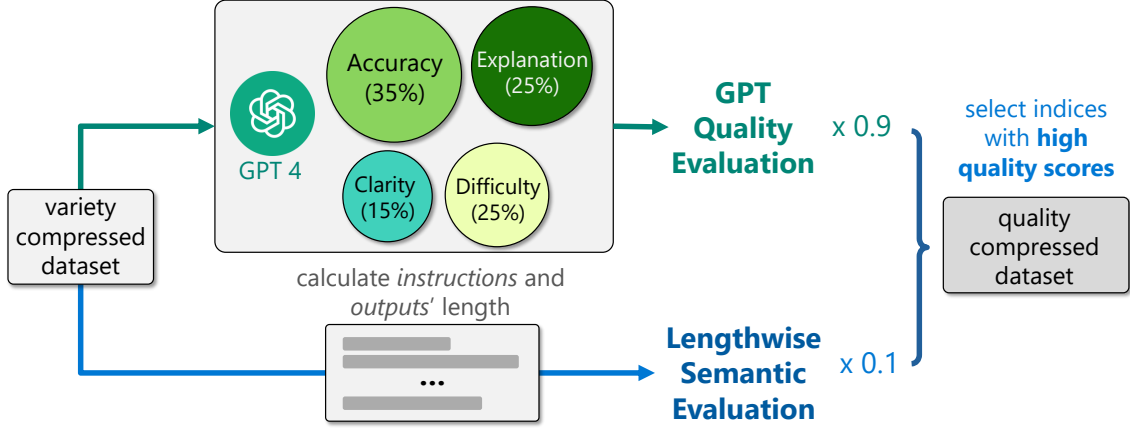 variety
compressed
dataset
GPT 4
Accuracy
(35%)
Explanation
(25%)
Clarity
(15%)
Difficulty
(25%)
calculate instructions and
outputs’ length
...
GPT
Quality
Evaluation
x 0.9
Lengthwise
Semantic
Evaluation
x 0.1
select indices
with high
quality scores
quality
compressed
dataset